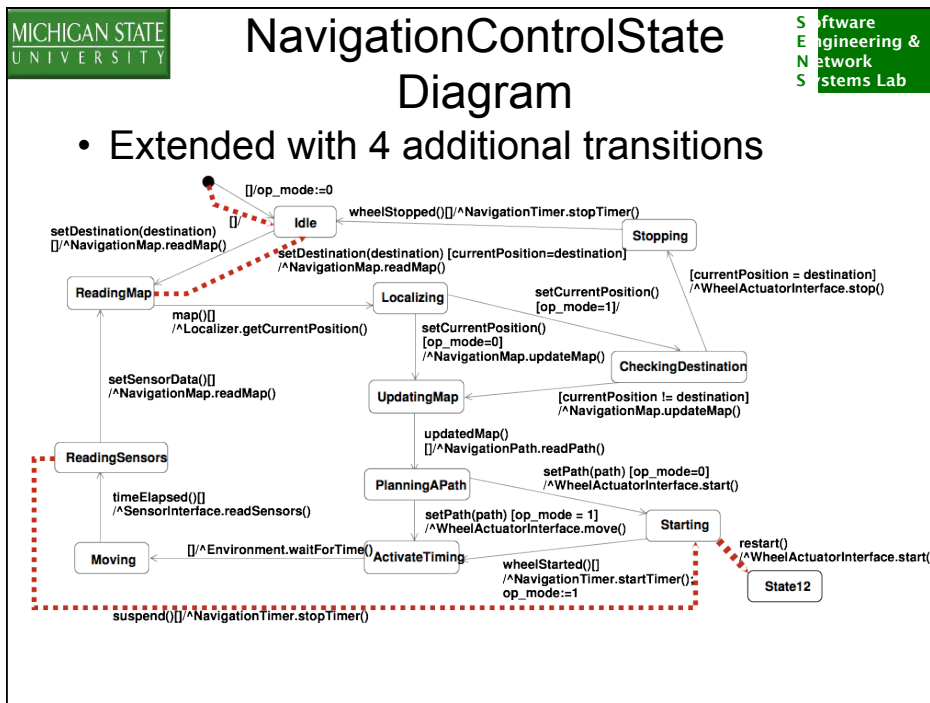 MICHIGAN STATE
UNIVERSITY
NavigationControlState
Diagram
Software
Engineering &
Network
Systems Lab
• Extended with 4 additional transitions
[]/op_mode:=0
[]/
Idle
wheelStopped()[]/^NavigationTimer.stopTimer()
Stopping
setDestination(destination)
[]/^NavigationMap.readMap()
setDestination(destination) [currentPosition=destination]
/^NavigationMap.readMap()
[currentPosition = destination]
/^WheelActuatorInterface.stop()
ReadingMap
Localizing
setCurrentPosition()
[op_mode=1]/
map()[]
/^Localizer.getCurrentPosition()
setCurrentPosition()
[op_mode=0]
/^NavigationMap.updateMap()
CheckingDestination
setSensorData()[]
/^NavigationMap.readMap()
UpdatingMap
[currentPosition != destination]
/^NavigationMap.updateMap()
updatedMap()
[]/^NavigationPath.readPath()
ReadingSensors
PlanningAPath
setPath(path) [op_mode=0]
/^WheelActuatorInterface.start()
timeElapsed()[]
/^SensorInterface.readSensors()
setPath(path) [op_mode = 1]
/^WheelActuatorInterface.move()
Starting
restart()
/^WheelActuatorInterface.start(
Moving
[]/^Environment.waitForTime()
ActivateTiming
wheelStarted()[]
/^NavigationTimer.startTimer();
op_mode:=1
State12
suspend()[]/^NavigationTimer.stopTimer()